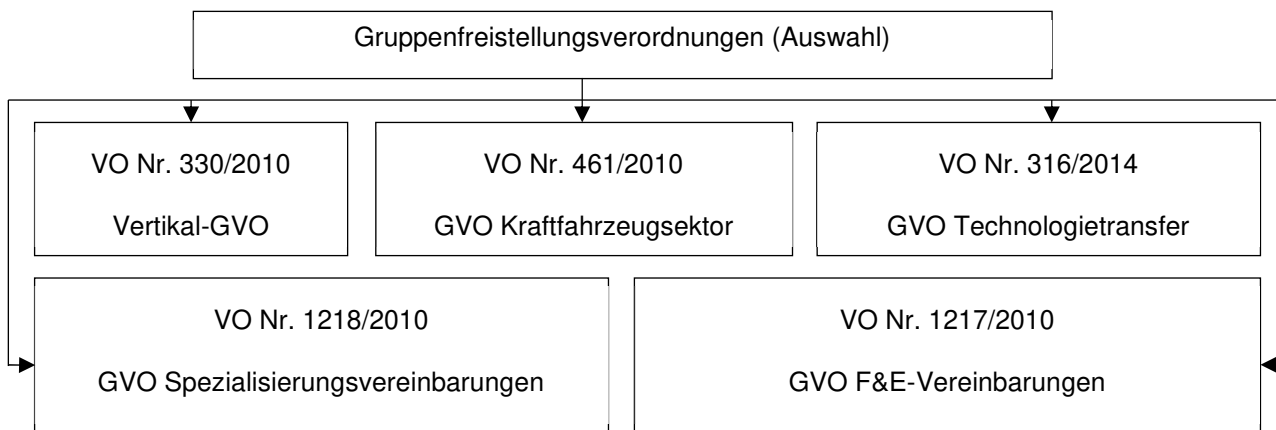 Gruppenfreistellungsverordnungen (Auswahl)
VO Nr. 330/2010
Vertikal-GVO
VO Nr. 461/2010
GVO Kraftfahrzeugsektor
VO Nr. 316/2014
GVO Technologietransfer
VO Nr. 1218/2010
GVO Spezialisierungsvereinbarungen
VO Nr. 1217/2010
GVO F&E-Vereinbarungen